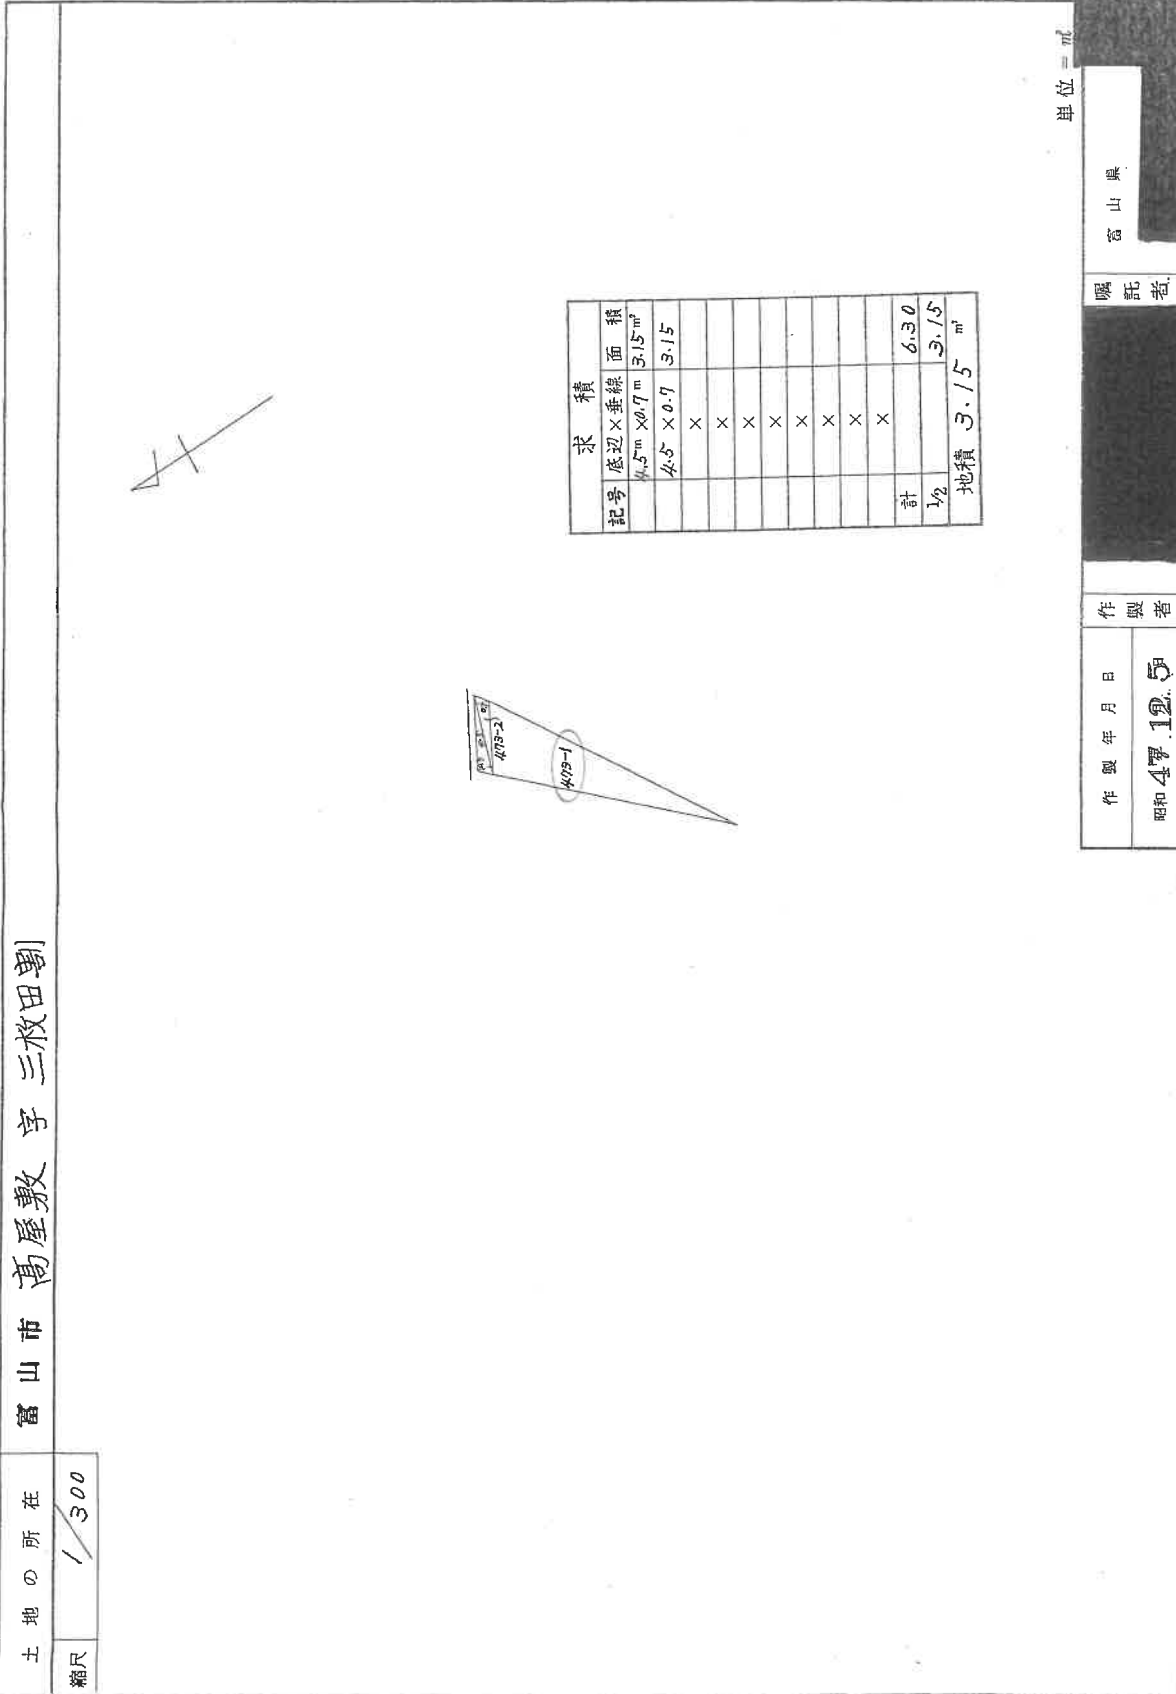 土地の所在 富山市 高屋敷 字 三枚田割
縮尺 1/300
473-2
473-1
求積
記号 底辺×垂線 面積
4.5m ×0.7m 3.15㎡
4.5 ×0.7 3.15
×
×
×
×
×
×
×
×
計 6.30
1/2 3.15
地積 3.15 ㎡
単位=㎡
作製年月日 昭和47.12.5日
作製者
嘱託者 富山県